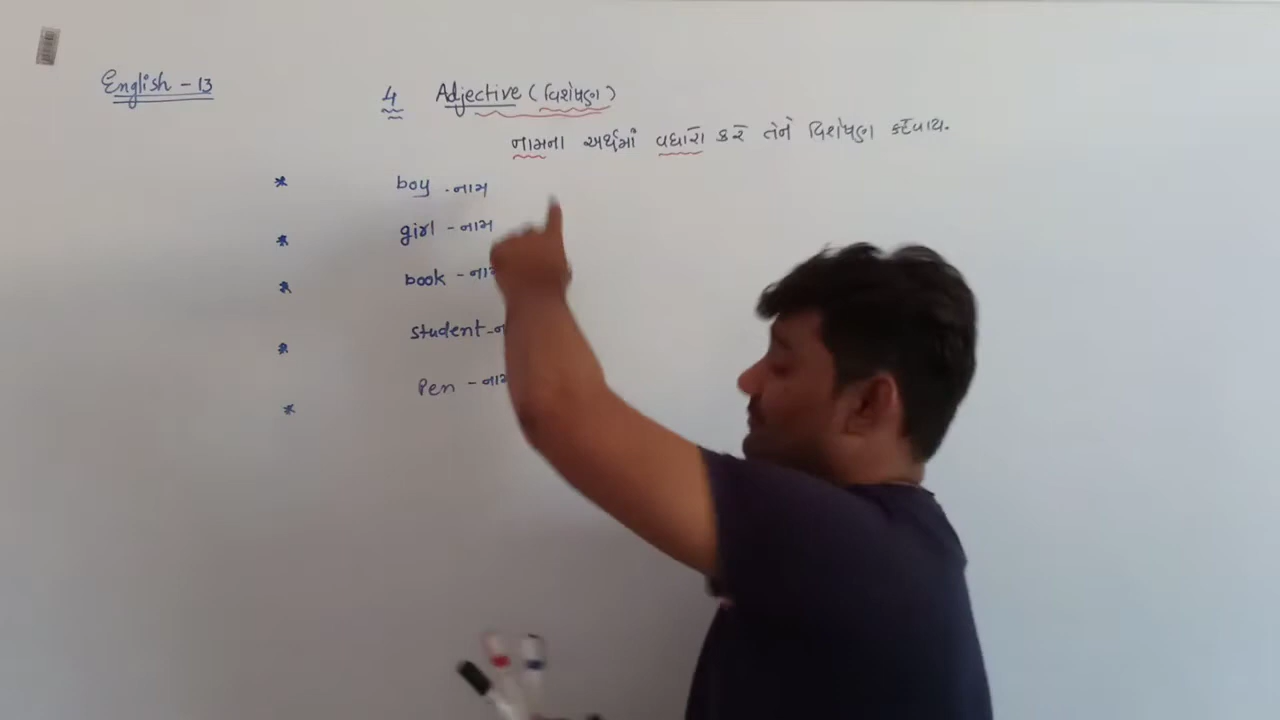 English - 13
4 Adjective (વિશેષણ)
નામના અર્થમાં વધારો કરે તેને વિશેષણ કહેવાય.
* boy - નામ
* girl - નામ
* book - નામ
* student -
* Pen - નામ